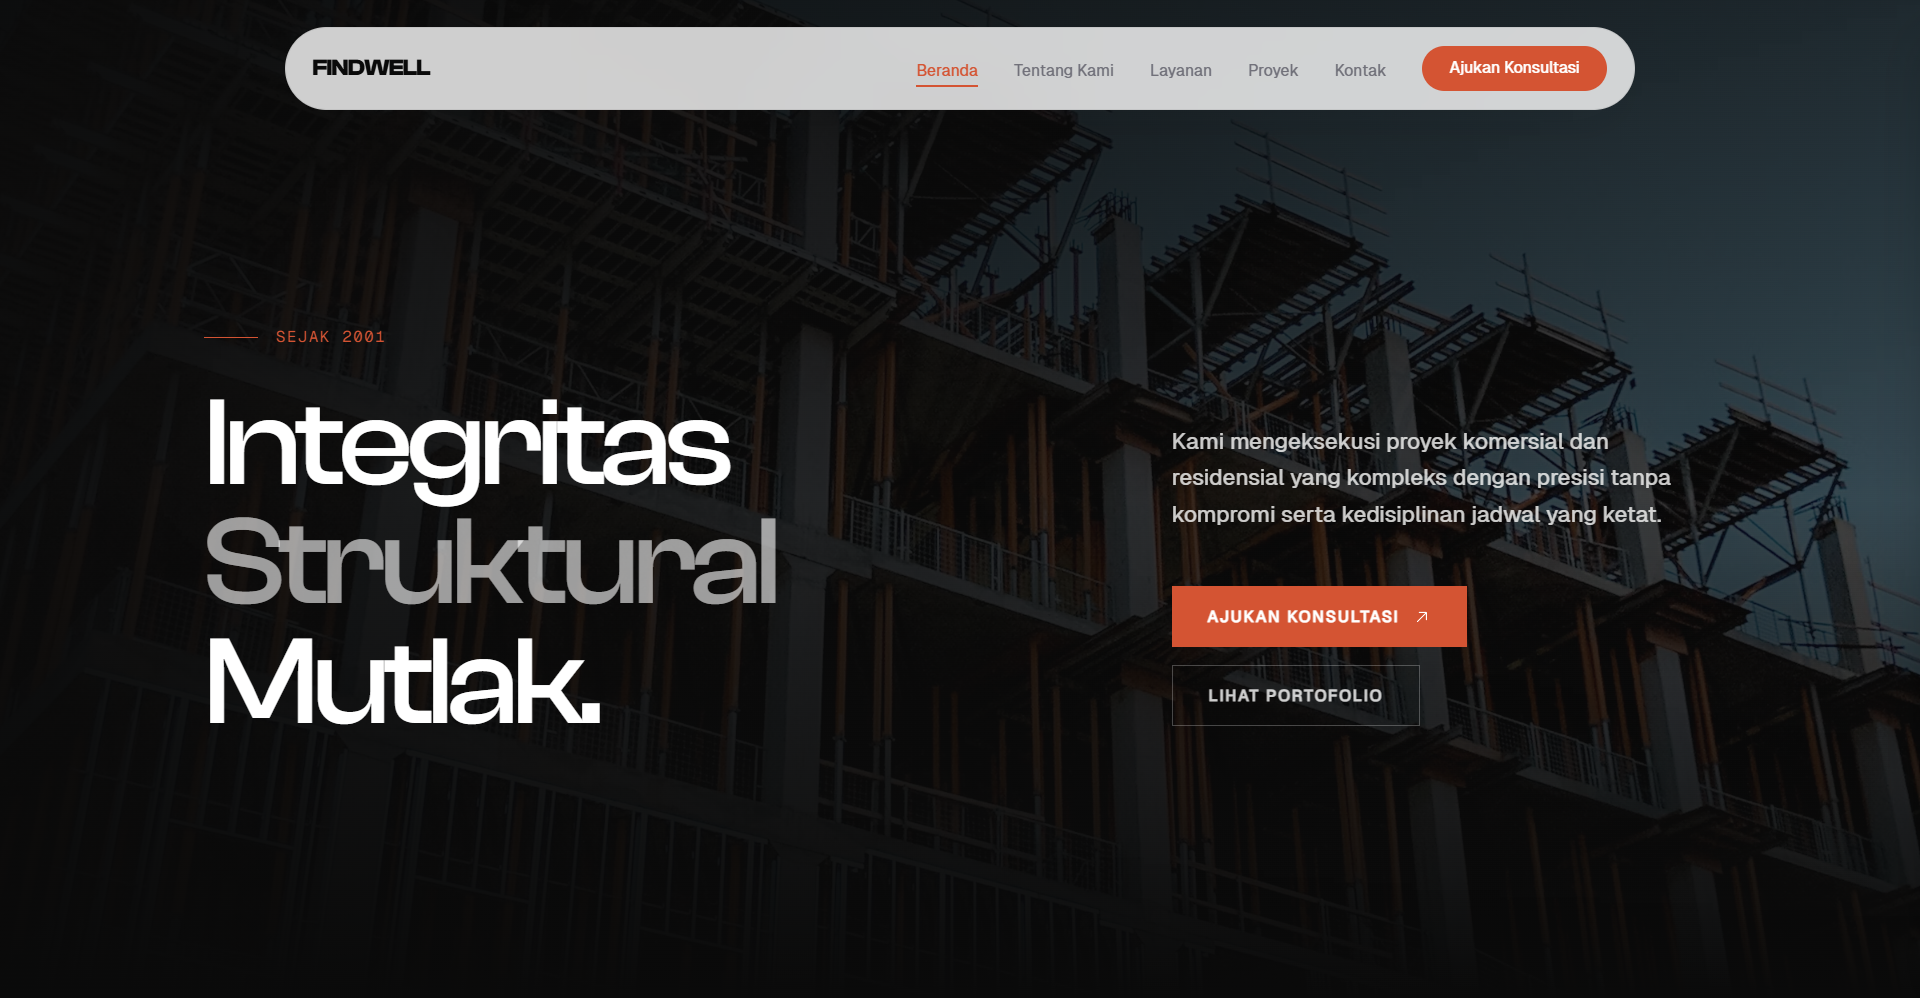 FINDWELL
Beranda
Tentang Kami
Layanan
Proyek
Kontak
Ajukan Konsultasi
SEJAK 2001
Integritas
Struktural
Mutlak.
Kami mengeksekusi proyek komersial dan
residensial yang kompleks dengan presisi tanpa
kompromi serta kedisiplinan jadwal yang ketat.
AJUKAN KONSULTASI
LIHAT PORTOFOLIO